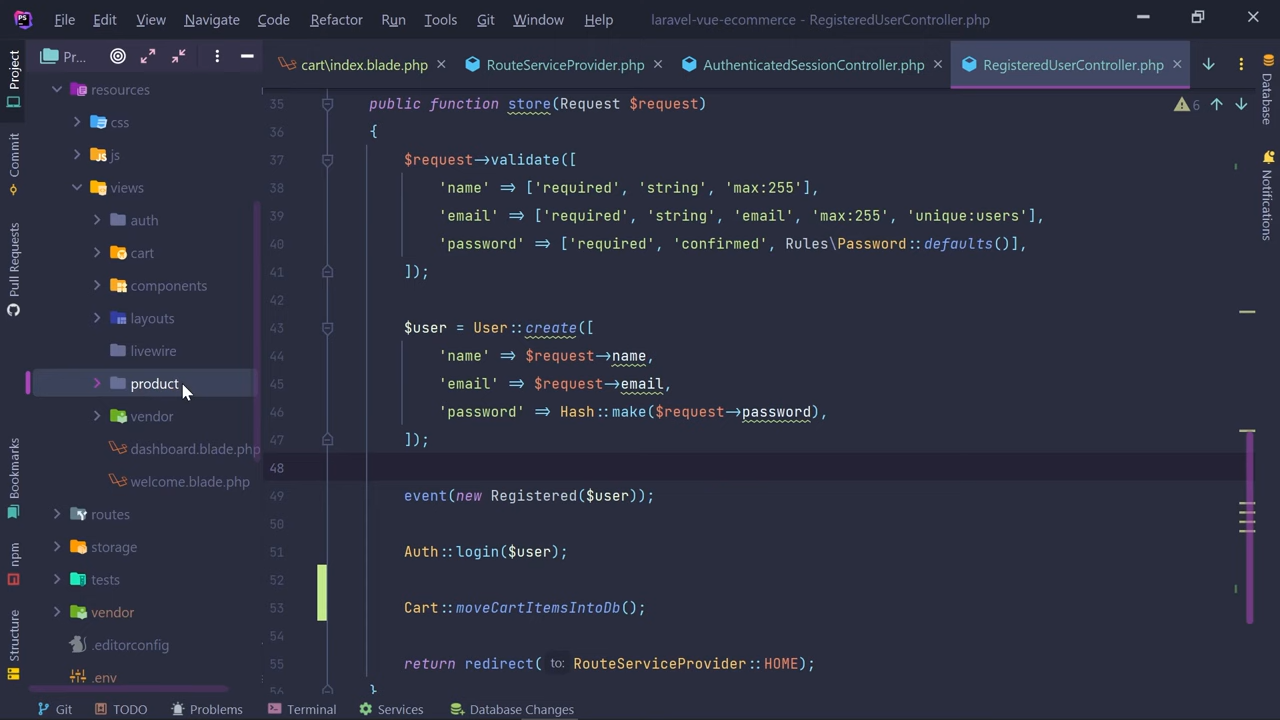 PS File Edit View Navigate Code Refactor Run Tools Git Window Help laravel-vue-ecommerce - RegisteredUserController.php
Pr... cart\index.blade.php RouteServiceProvider.php AuthenticatedSessionController.php RegisteredUserController.php
Project
Commit
Pull Requests
Bookmarks
npm
Structure
resources
css
JS js
views
auth
cart
components
layouts
livewire
product
vendor
dashboard.blade.php
welcome.blade.php
routes
storage
tests
vendor
.editorconfig
.env
35 public function store(Request $request)
36 {
37 $request→validate([
38 'name' ⇒ ['required', 'string', 'max:255'],
39 'email' ⇒ ['required', 'string', 'email', 'max:255', 'unique:users'],
40 'password' ⇒ ['required', 'confirmed', Rules\Password::defaults()],
41 ]);
42
43 $user = User::create([
44 'name' ⇒ $request→name,
45 'email' ⇒ $request→email,
46 'password' ⇒ Hash::make($request→password),
47 ]);
48
49 event(new Registered($user));
50
51 Auth::login($user);
52
53 Cart::moveCartItemsIntoDb();
54
55 return redirect( to: RouteServiceProvider::HOME);
56 }
6
Database
Notifications
Git TODO Problems Terminal Services Database Changes